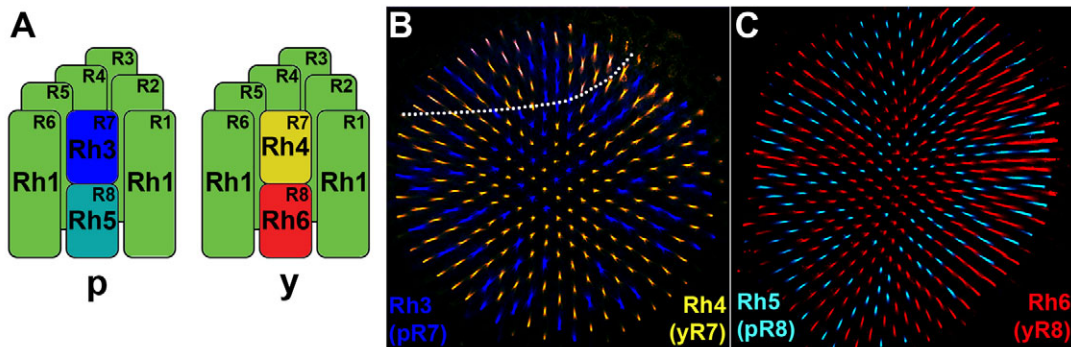 A
R3
R4
R2
R5
R6
R7
R1
Rh3
Rh1
R8
Rh1
Rh5
p
R3
R4
R2
R5
R6
R7
R1
Rh4
Rh1
R8
Rh1
Rh6
y
B
Rh3
(pR7)
Rh4
(yR7)
C
Rh5
(pR8)
Rh6
(yR8)